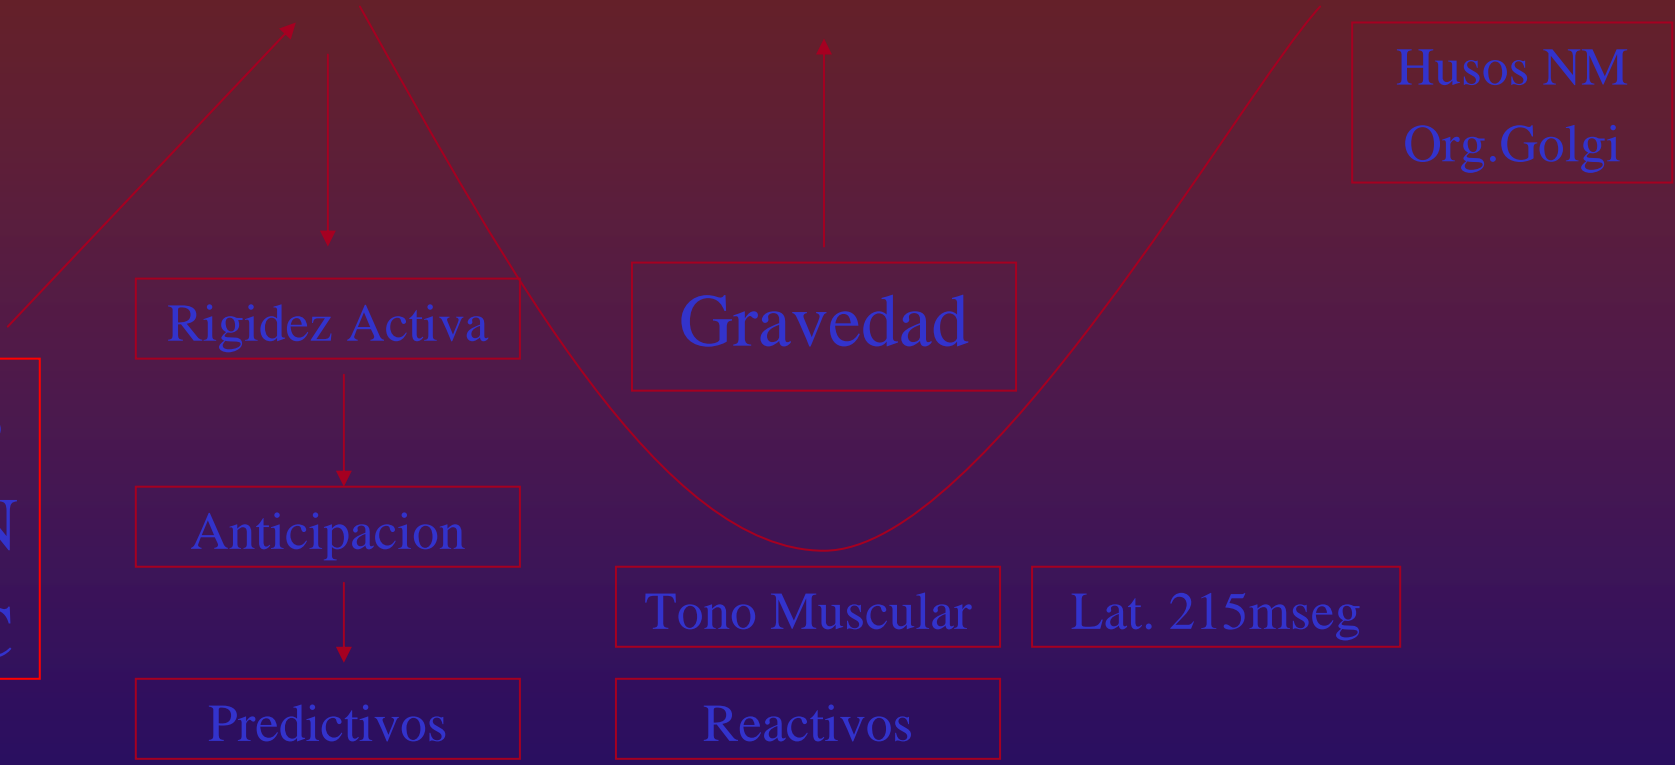 Husos NM
Org.Golgi
Rigidez Activa
Gravedad
N
C
Anticipacion
Tono Muscular
Lat. 215mseg
Predictivos
Reactivos